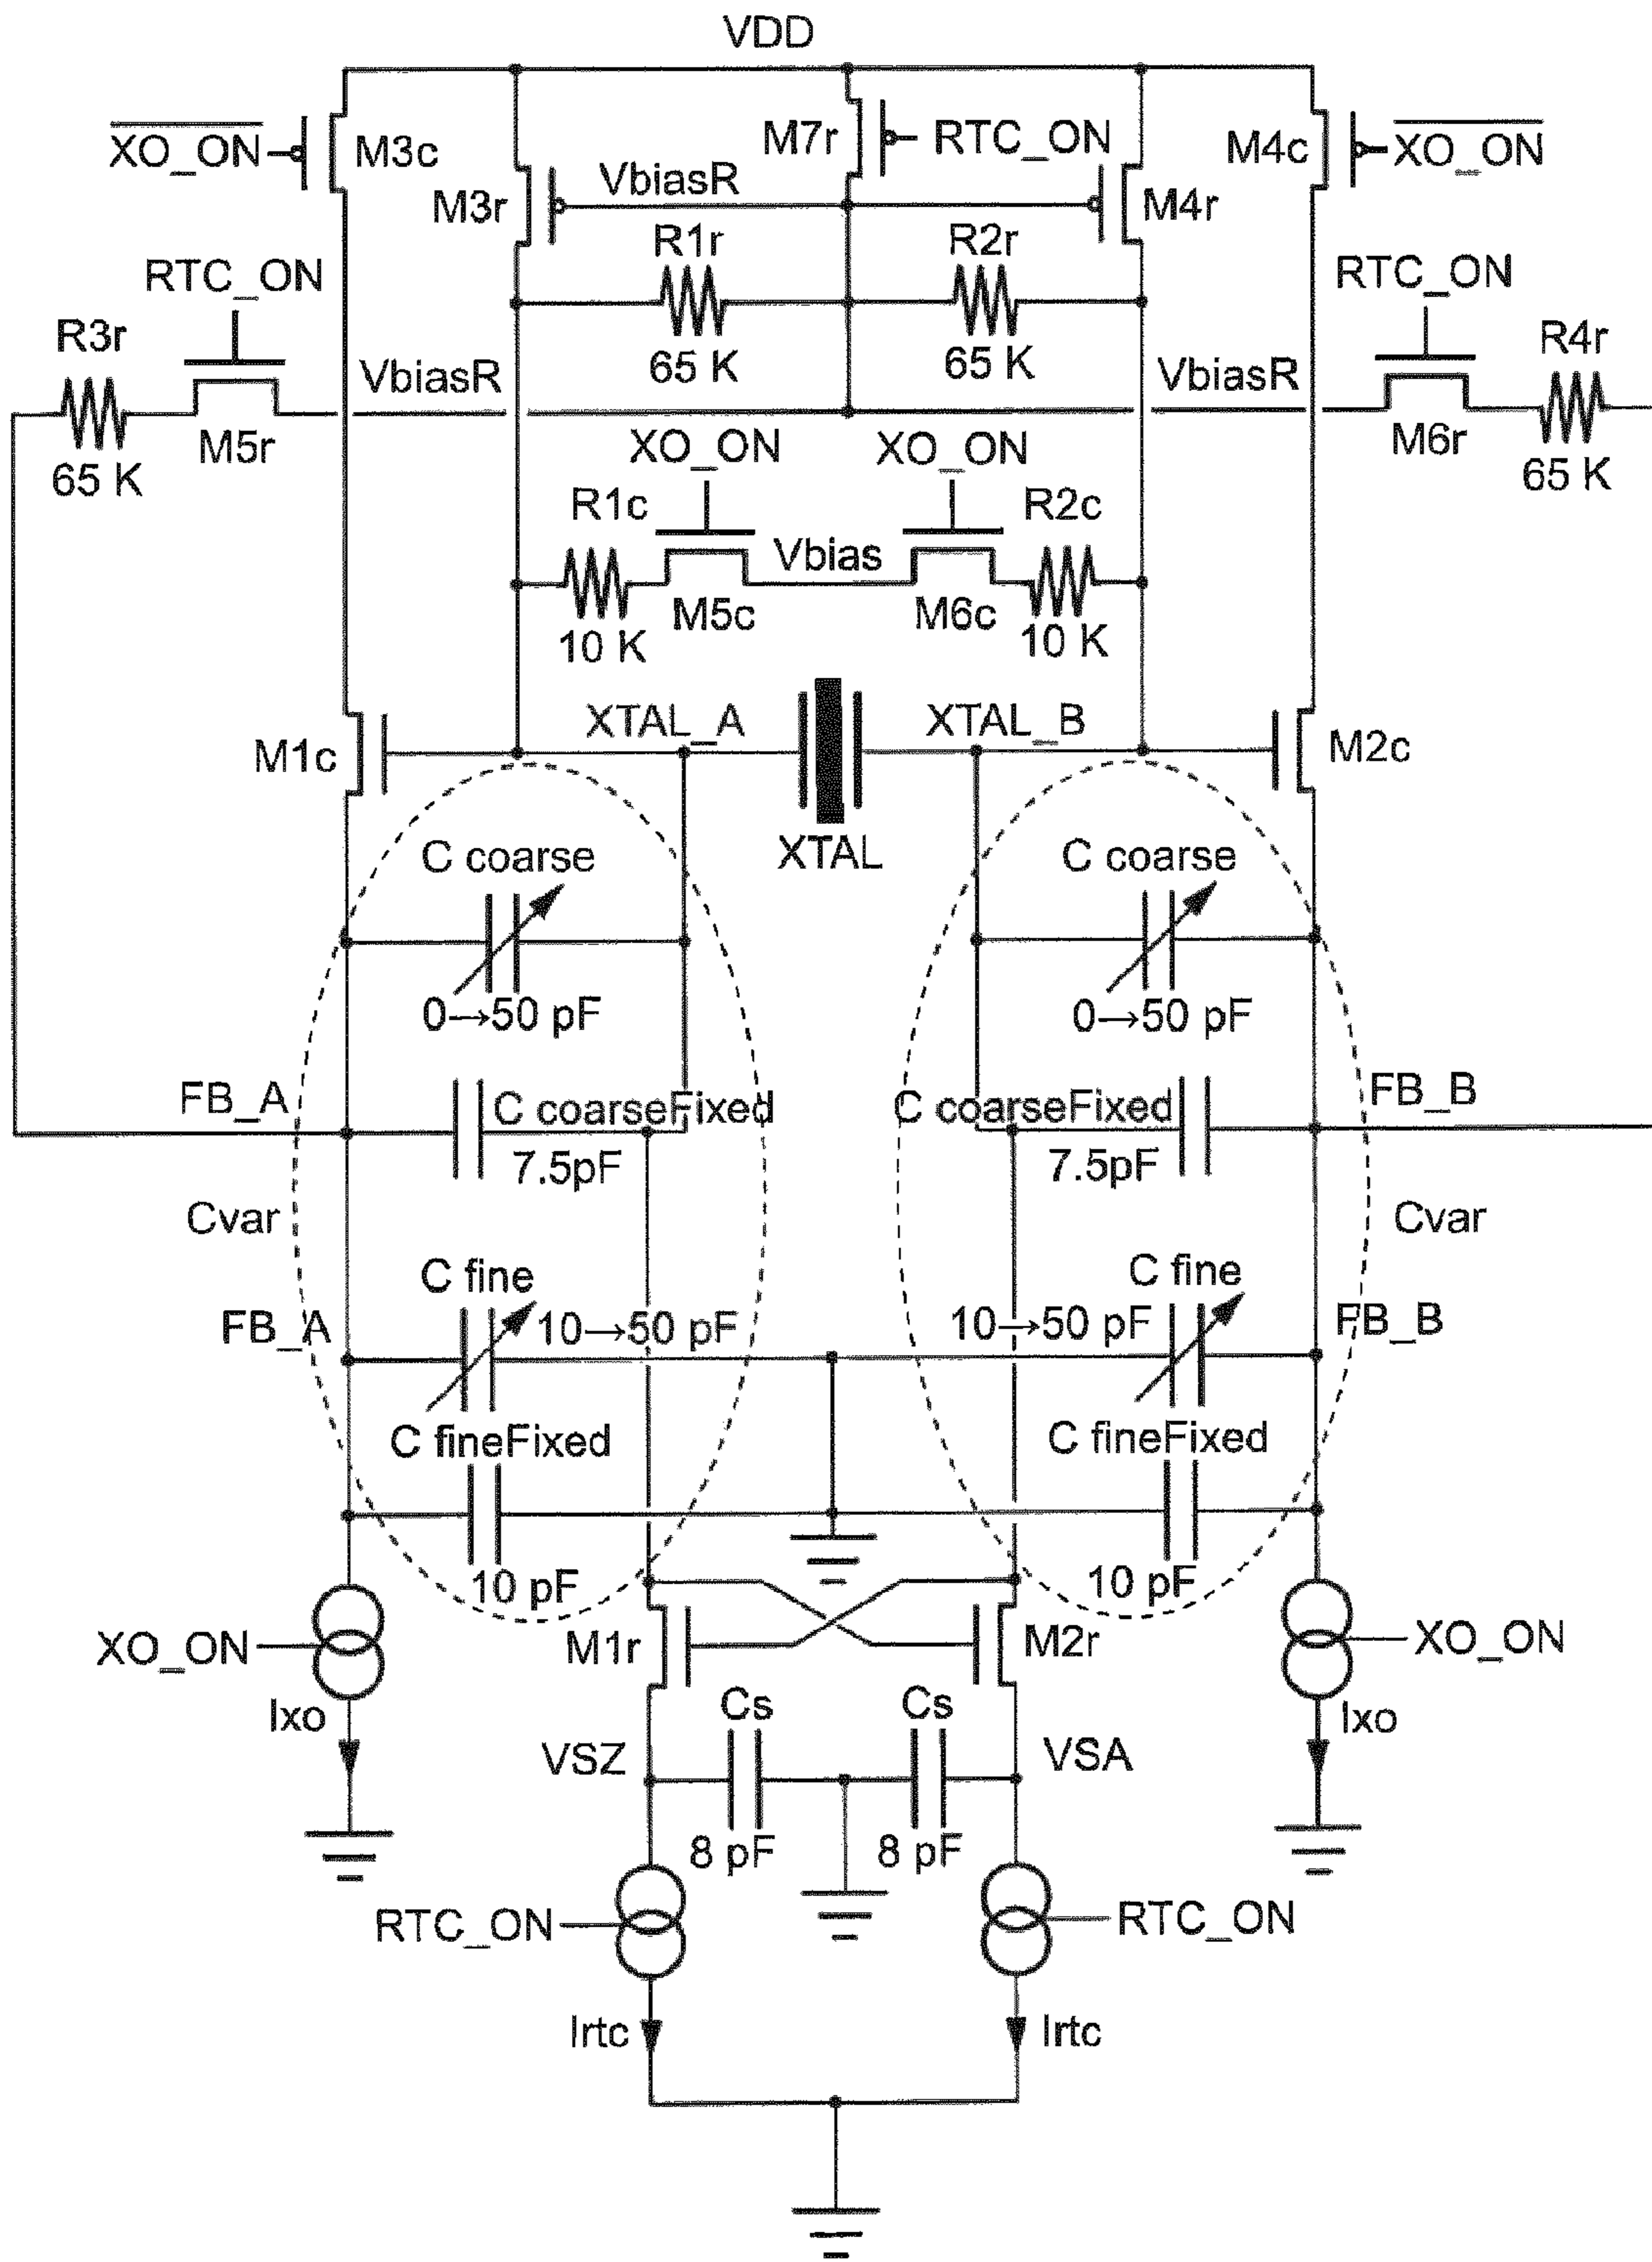 VDD
X̅O̅_̅O̅N̅ M3c M7r RTC_ON M4c X̅O̅_̅O̅N̅
M3r VbiasR M4r
R1r R2r
RTC_ON RTC_ON
R3r 65 K 65 K R4r
VbiasR VbiasR
M5r M6r
65 K XO_ON XO_ON 65 K
R1c R2c
Vbias
M5c M6c
10 K 10 K
XTAL_A XTAL_B
M1c M2c
XTAL
C coarse C coarse
0→50 pF 0→50 pF
FB_A C coarseFixed C coarseFixed FB_B
7.5pF 7.5pF
Cvar Cvar
C fine C fine
FB_A 10→50 pF 10→50 pF FB_B
C fineFixed C fineFixed
10 pF 10 pF
XO_ON M1r M2r XO_ON
Ixo Cs Cs Ixo
VSZ VSA
8 pF 8 pF
RTC_ON RTC_ON
Irtc Irtc